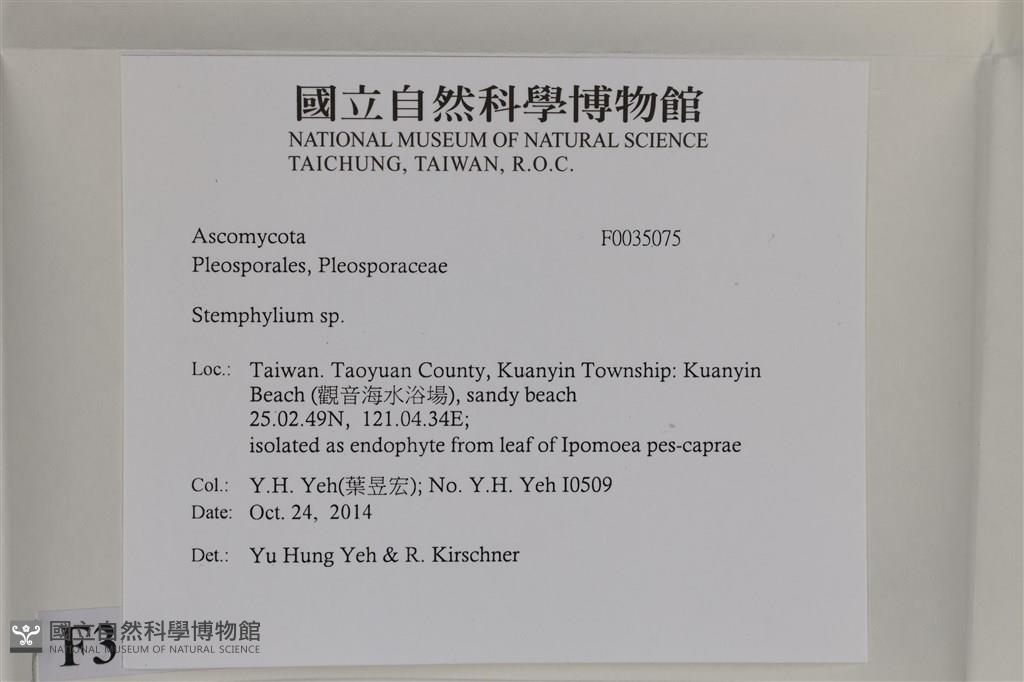 國立自然科學博物館
NATIONAL MUSEUM OF NATURAL SCIENCE
TAICHUNG, TAIWAN, R.O.C.
Ascomycota F0035075
Pleosporales, Pleosporaceae
Stemphylium sp.
Loc.: Taiwan. Taoyuan County, Kuanyin Township: Kuanyin
Beach (觀音海水浴場), sandy beach
25.02.49N, 121.04.34E;
isolated as endophyte from leaf of Ipomoea pes-caprae
Col.: Y.H. Yeh(葉昱宏); No. Y.H. Yeh I0509
Date: Oct. 24, 2014
Det.: Yu Hung Yeh & R. Kirschner
F3
國立自然科學博物館
NATIONAL MUSEUM OF NATURAL SCIENCE